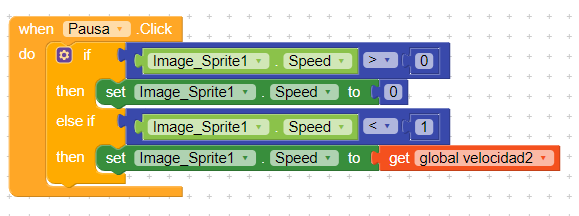 when Pausa .Click
do if Image_Sprite1 . Speed > 0
then set Image_Sprite1 . Speed to 0
else if Image_Sprite1 . Speed < 1
then set Image_Sprite1 . Speed to get global velocidad2